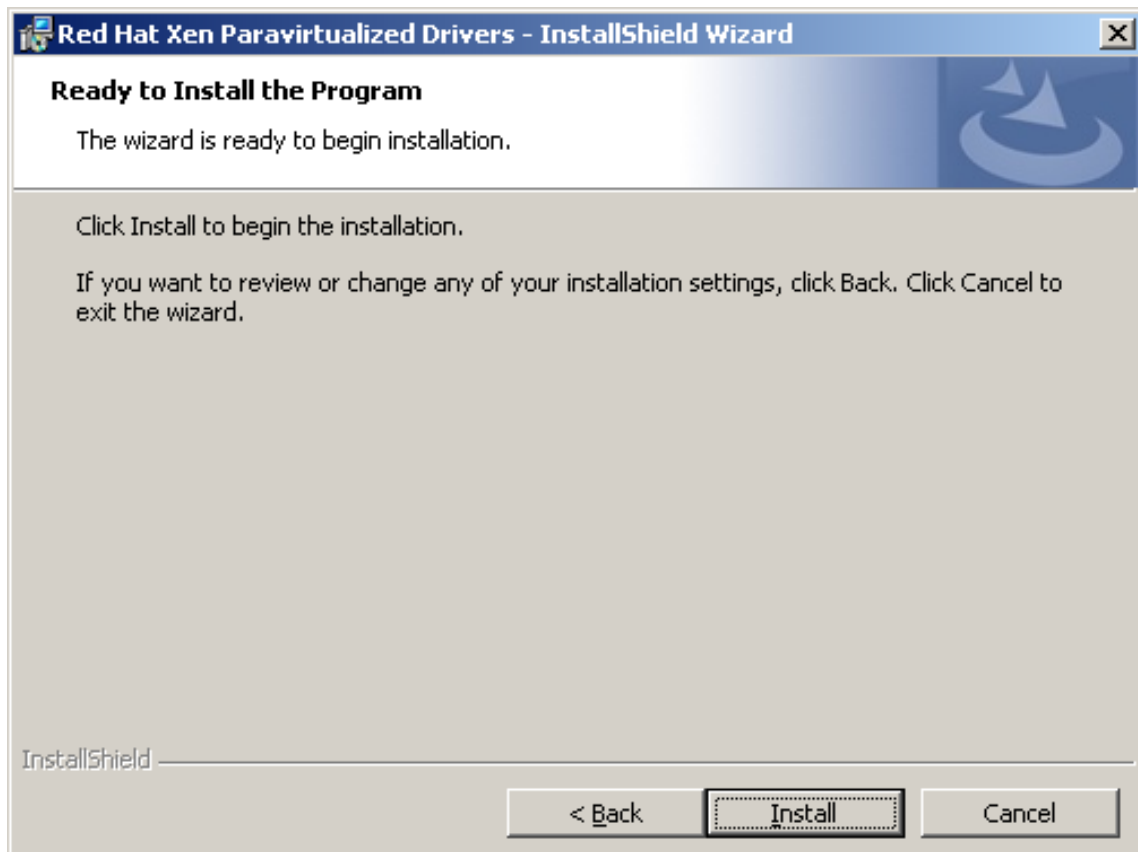 Red Hat Xen Paravirtualized Drivers - InstallShield Wizard
Ready to Install the Program
The wizard is ready to begin installation.
Click Install to begin the installation.
If you want to review or change any of your installation settings, click Back. Click Cancel to
exit the wizard.
InstallShield
< Back Install Cancel